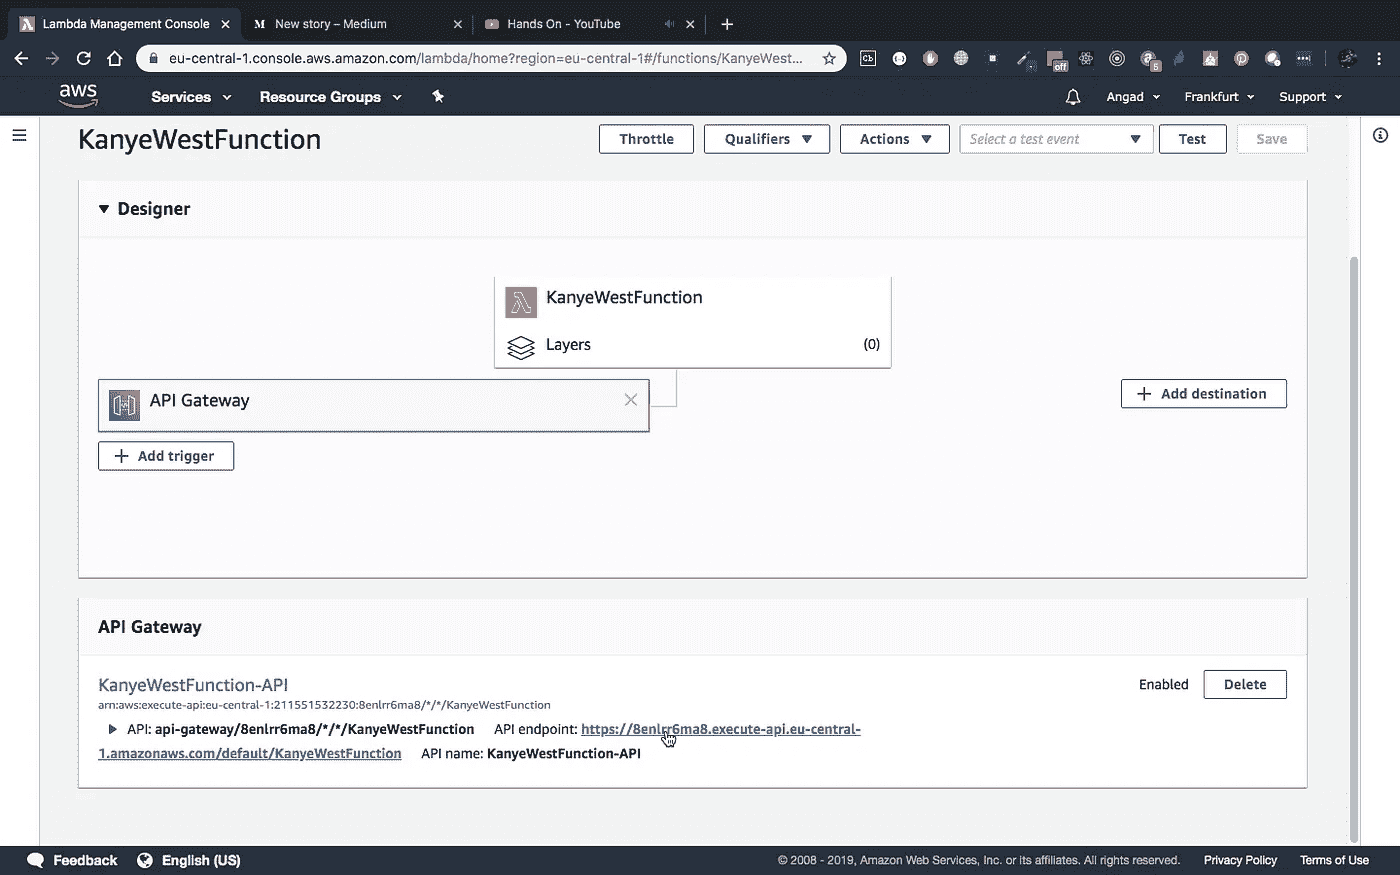 Lambda Management Console
New story – Medium
Hands On - YouTube
eu-central-1.console.aws.amazon.com/lambda/home?region=eu-central-1#/functions/KanyeWest...
Cb
off
6
aws
Services
Resource Groups
Angad
Frankfurt
Support
KanyeWestFunction
Throttle
Qualifiers
Actions
Select a test event
Test
Save
Designer
KanyeWestFunction
Layers
(0)
API Gateway
Add destination
Add trigger
API Gateway
KanyeWestFunction-API
Enabled
Delete
arn:aws:execute-api:eu-central-1:211551532230:8enlrr6ma8/*/*/KanyeWestFunction
API: api-gateway/8enlrr6ma8/*/*/KanyeWestFunction API endpoint: https://8enlrr6ma8.execute-api.eu-central-
1.amazonaws.com/default/KanyeWestFunction API name: KanyeWestFunction-API
Feedback
English (US)
© 2008 - 2019, Amazon Web Services, Inc. or its affiliates. All rights reserved.
Privacy Policy
Terms of Use